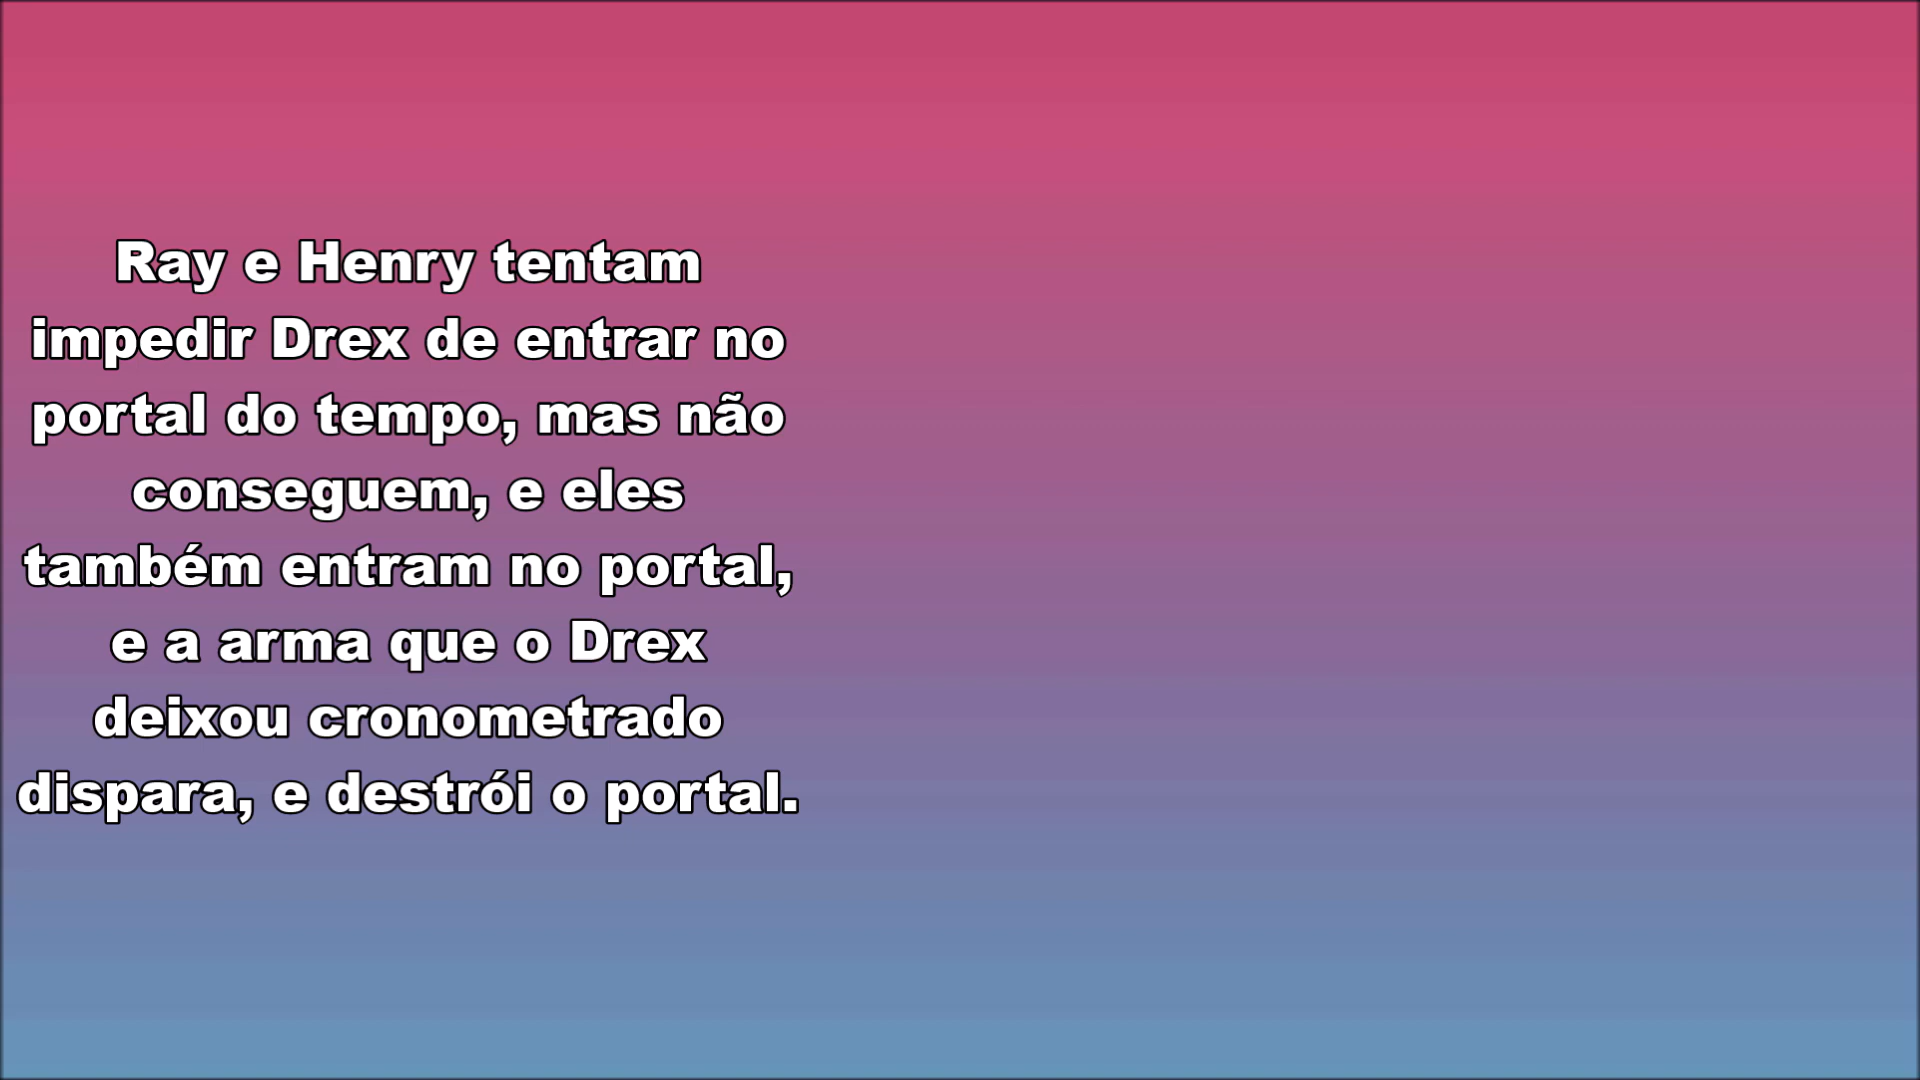 Ray e Henry tentam
impedir Drex de entrar no
portal do tempo, mas não
conseguem, e eles
também entram no portal,
e a arma que o Drex
deixou cronometrado
dispara, e destrói o portal.